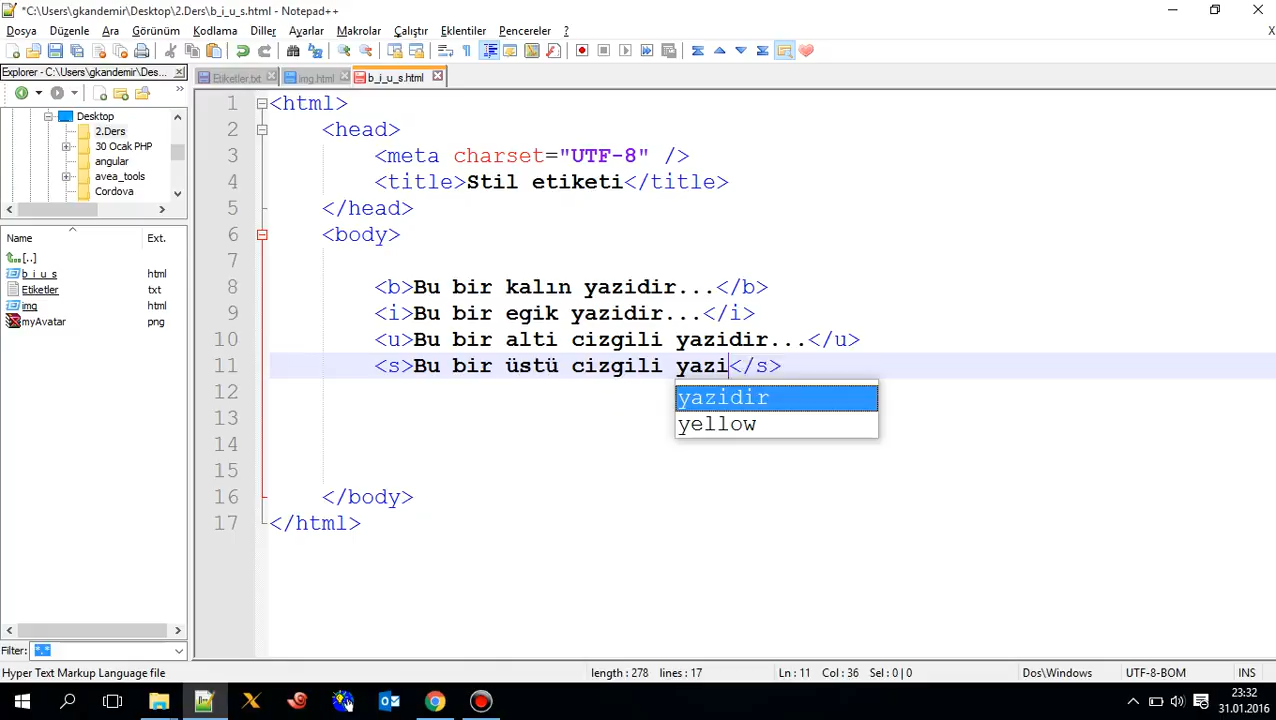 *C:\Users\gkandemir\Desktop\2.Ders\b_i_u_s.html - Notepad++
Dosya Düzenle Ara Görünüm Kodlama Diller Ayarlar Makrolar Çalıştır Eklentiler Pencereler ? X
Explorer - C:\Users\gkandemir\Des...
Etiketler.txt img.html b_i_u_s.html
Desktop
2.Ders
30 Ocak PHP
angular
avea_tools
Cordova
Name Ext.
[..]
b_i_u_s html
Etiketler txt
img html
myAvatar png
Filter: *.*
1 <html>
2 <head>
3 <meta charset="UTF-8" />
4 <title>Stil etiketi</title>
5 </head>
6 <body>
7
8 <b>Bu bir kalın yazidir...</b>
9 <i>Bu bir egik yazidir...</i>
10 <u>Bu bir alti cizgili yazidir...</u>
11 <s>Bu bir üstü cizgili yazi</s>
yazidir
yellow
12
13
14
15
16 </body>
17 </html>
Hyper Text Markup Language file length : 278 lines : 17 Ln : 11 Col : 36 Sel : 0 | 0 Dos\Windows UTF-8-BOM INS
23:32
31.01.2016